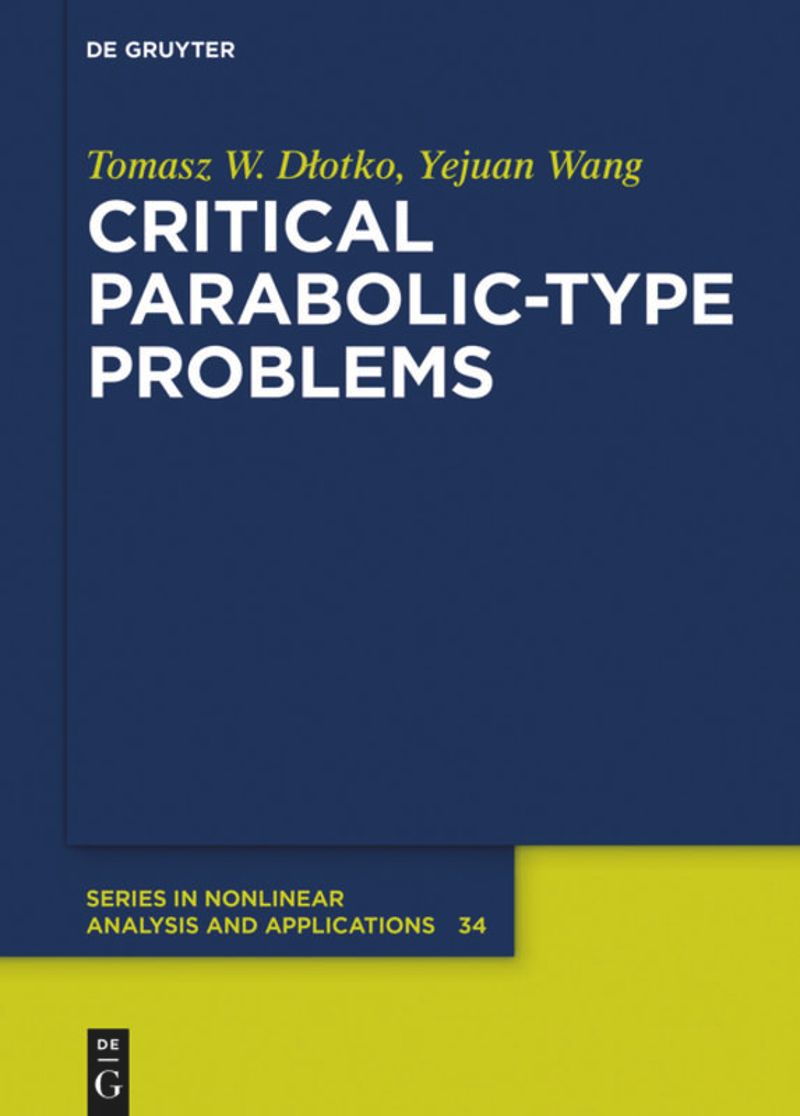 DE GRUYTER
Tomasz W. Dłotko, Yejuan Wang
CRITICAL
PARABOLIC-TYPE
PROBLEMS
SERIES IN NONLINEAR
ANALYSIS AND APPLICATIONS 34
DE
G